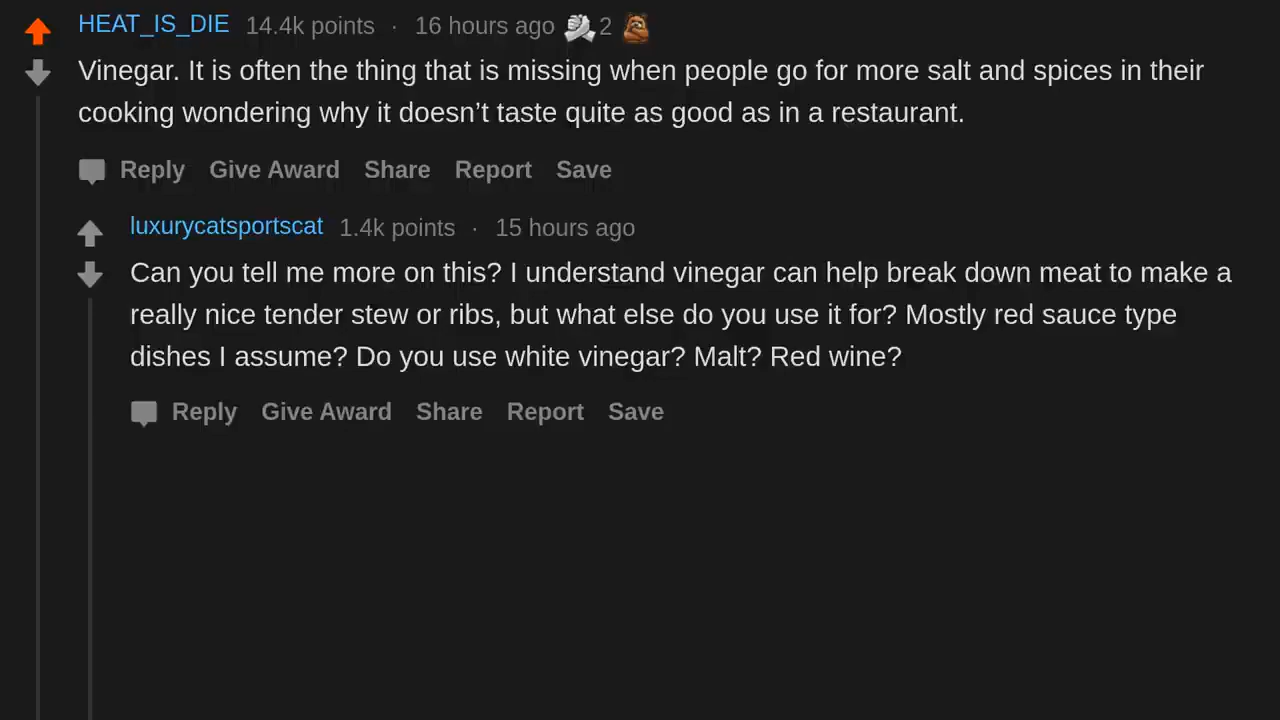 HEAT_IS_DIE 14.4k points · 16 hours ago 2
Vinegar. It is often the thing that is missing when people go for more salt and spices in their
cooking wondering why it doesn’t taste quite as good as in a restaurant.
Reply Give Award Share Report Save
luxurycatsportscat 1.4k points · 15 hours ago
Can you tell me more on this? I understand vinegar can help break down meat to make a
really nice tender stew or ribs, but what else do you use it for? Mostly red sauce type
dishes I assume? Do you use white vinegar? Malt? Red wine?
Reply Give Award Share Report Save